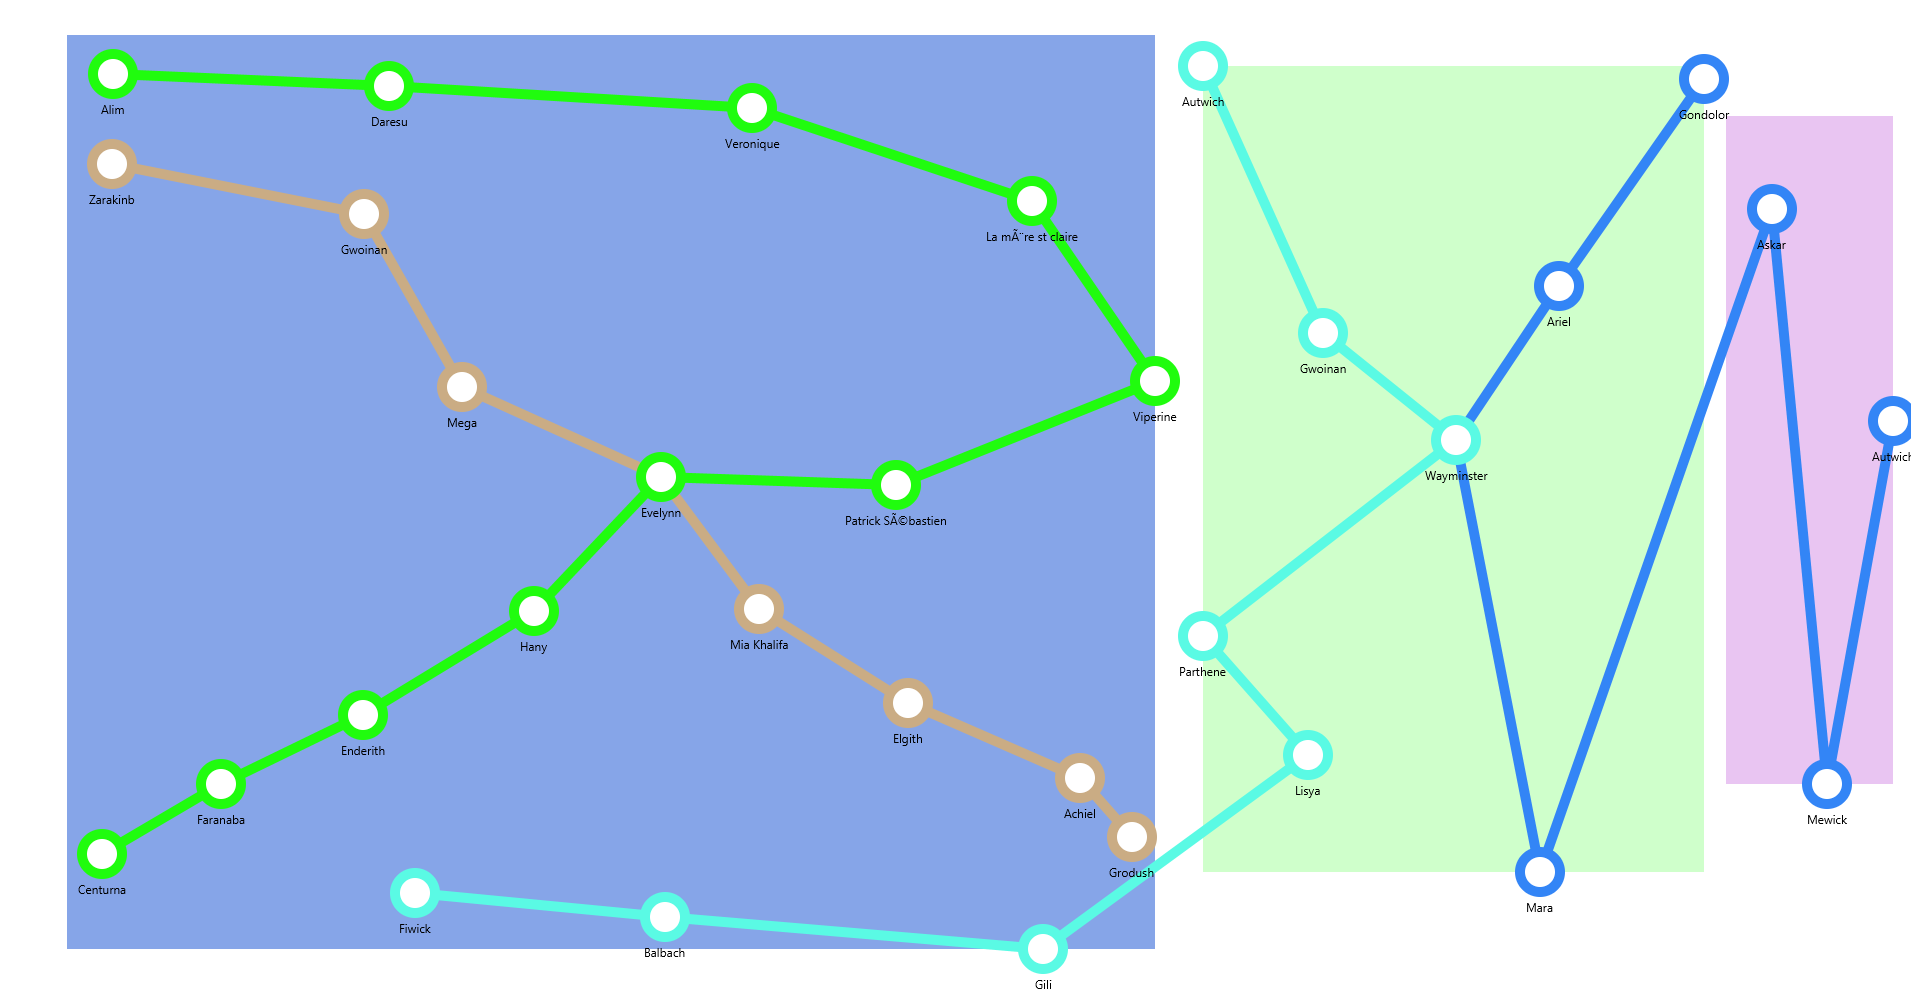 Alim
Daresu
Veronique
La mÃ¨re st claire
Zarakinb
Gwoinan
Mega
Viperine
Evelynn
Patrick SÃ©bastien
Hany
Mia Khalifa
Enderith
Elgith
Faranaba
Achiel
Centurna
Grodush
Fiwick
Balbach
Gili
Autwich
Gondolor
Gwoinan
Ariel
Wayminster
Parthene
Lisya
Mara
Askar
Autwich
Mewick